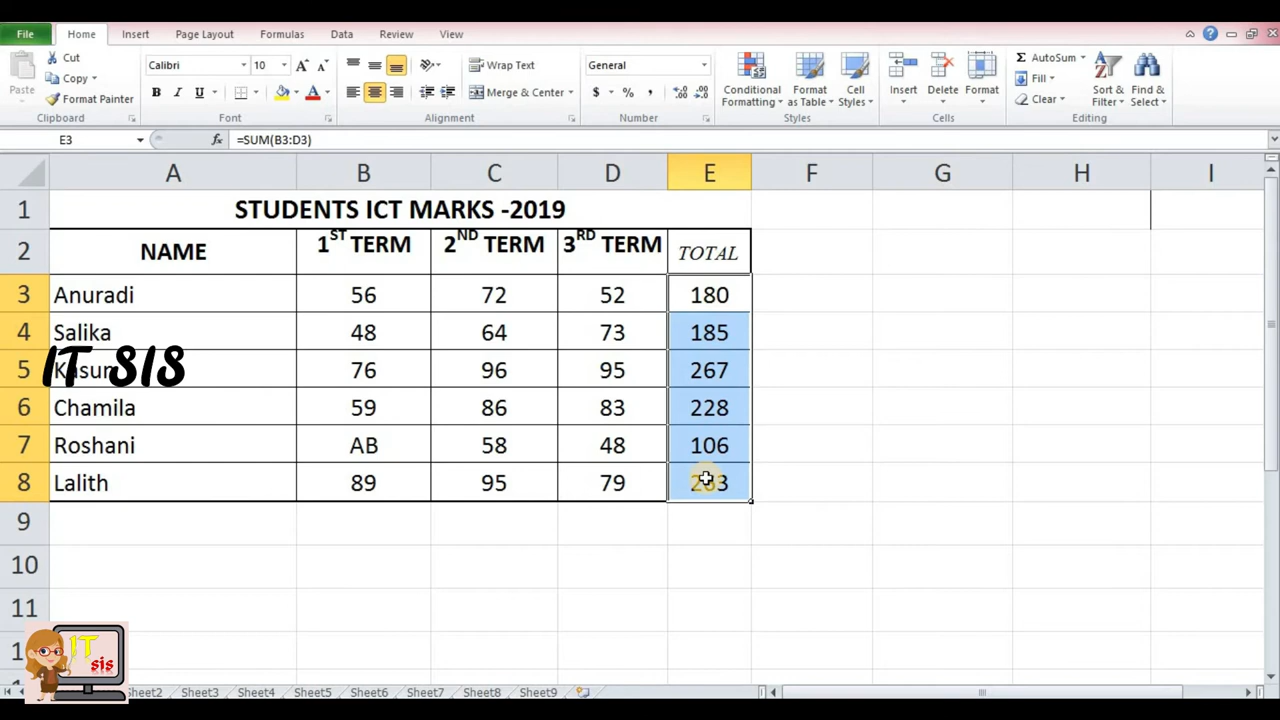 File Home Insert Page Layout Formulas Data Review View
Cut
Copy
Format Painter
Paste
Clipboard
Calibri 10
B I U
Font
Wrap Text
Merge & Center
Alignment
General
$ % ,
Number
Conditional Formatting
Format as Table
Cell Styles
Styles
Insert Delete Format
Cells
AutoSum
Fill
Clear
Sort & Filter
Find & Select
Editing
E3 fx =SUM(B3:D3)
A B C D E F G H I
1 STUDENTS ICT MARKS -2019
2 NAME 1ST TERM 2ND TERM 3RD TERM TOTAL
3 Anuradi 56 72 52 180
4 Salika 48 64 73 185
IT SIS
5 Kasun 76 96 95 267
6 Chamila 59 86 83 228
7 Roshani AB 58 48 106
8 Lalith 89 95 79 263
9
10
11
IT
sis
Sheet2 Sheet3 Sheet4 Sheet5 Sheet6 Sheet7 Sheet8 Sheet9